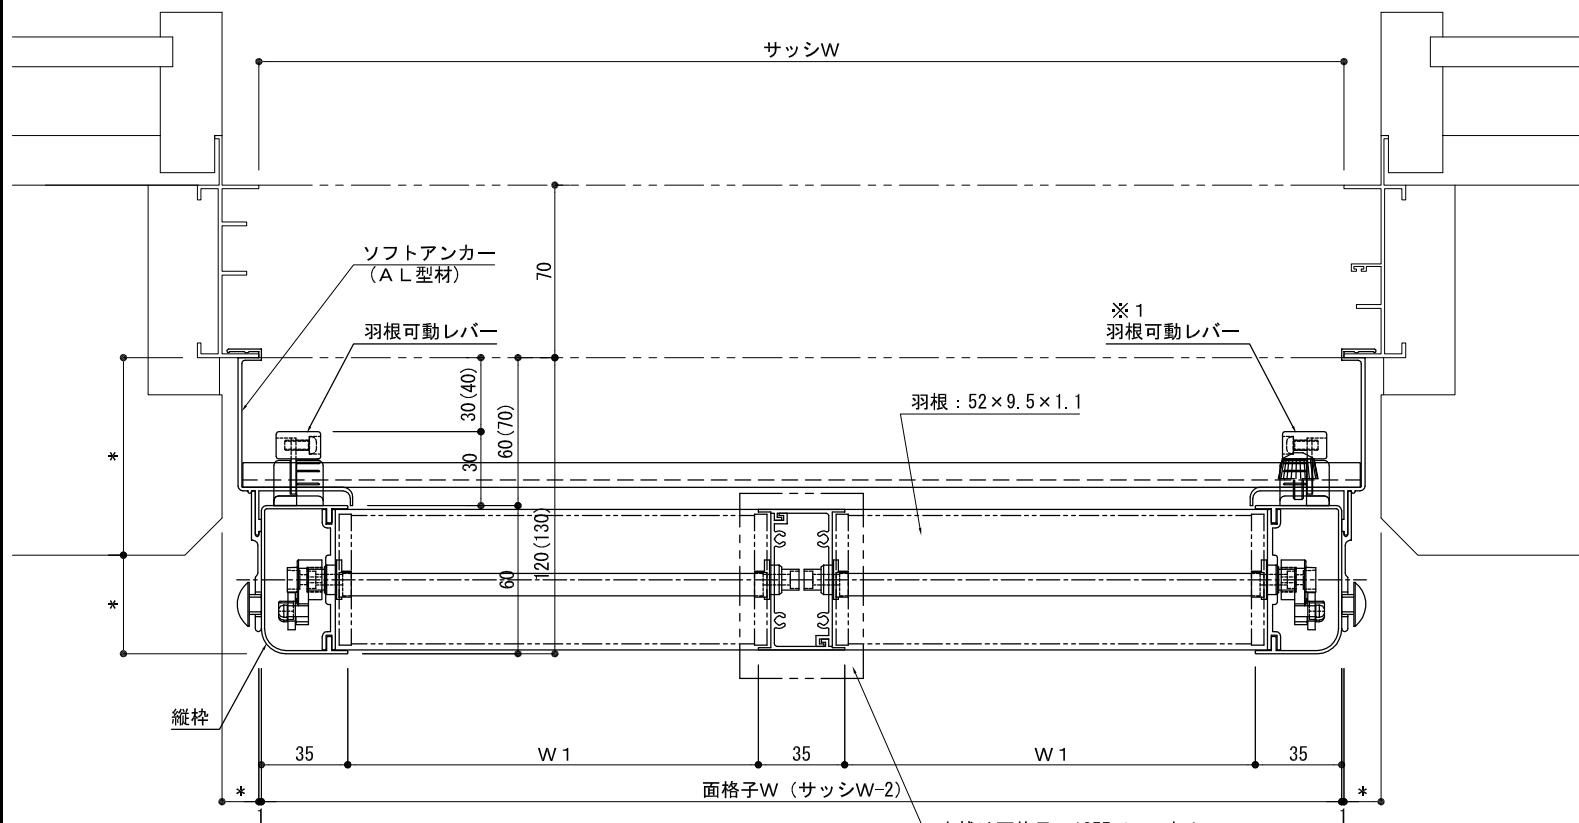 サッシW
ソフトアンカー
（ＡＬ型材）
70
羽根可動レバー
※１
羽根可動レバー
30(40)
60(70)
30
羽根：52×9.5×1.1
*
120(130)
60
*
縦枠
35
W１
35
W１
35
*
面格子W（サッシW-2）
*
1
1